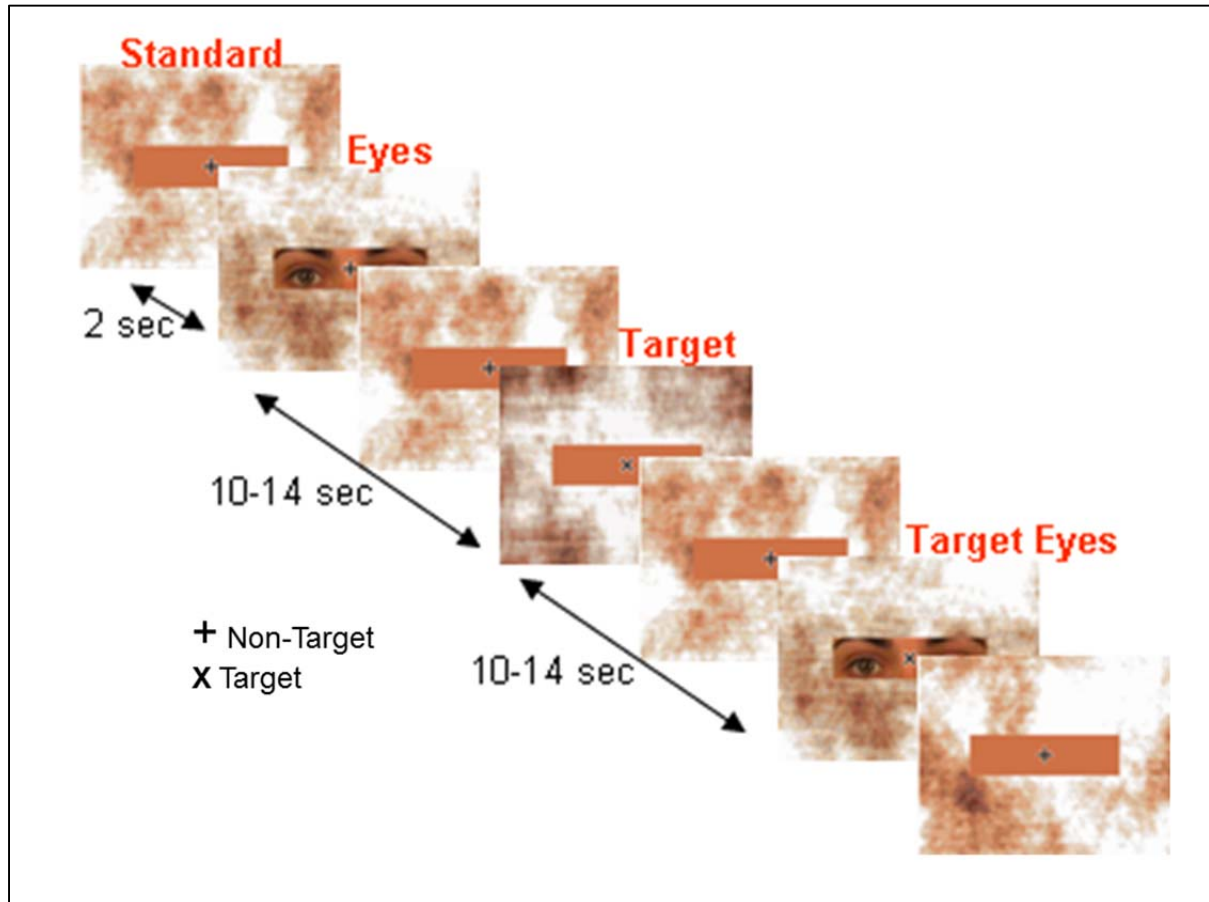 Standard
Eyes
2 sec
Target
10-14 sec
Target Eyes
+ Non-Target
x Target
10-14 sec